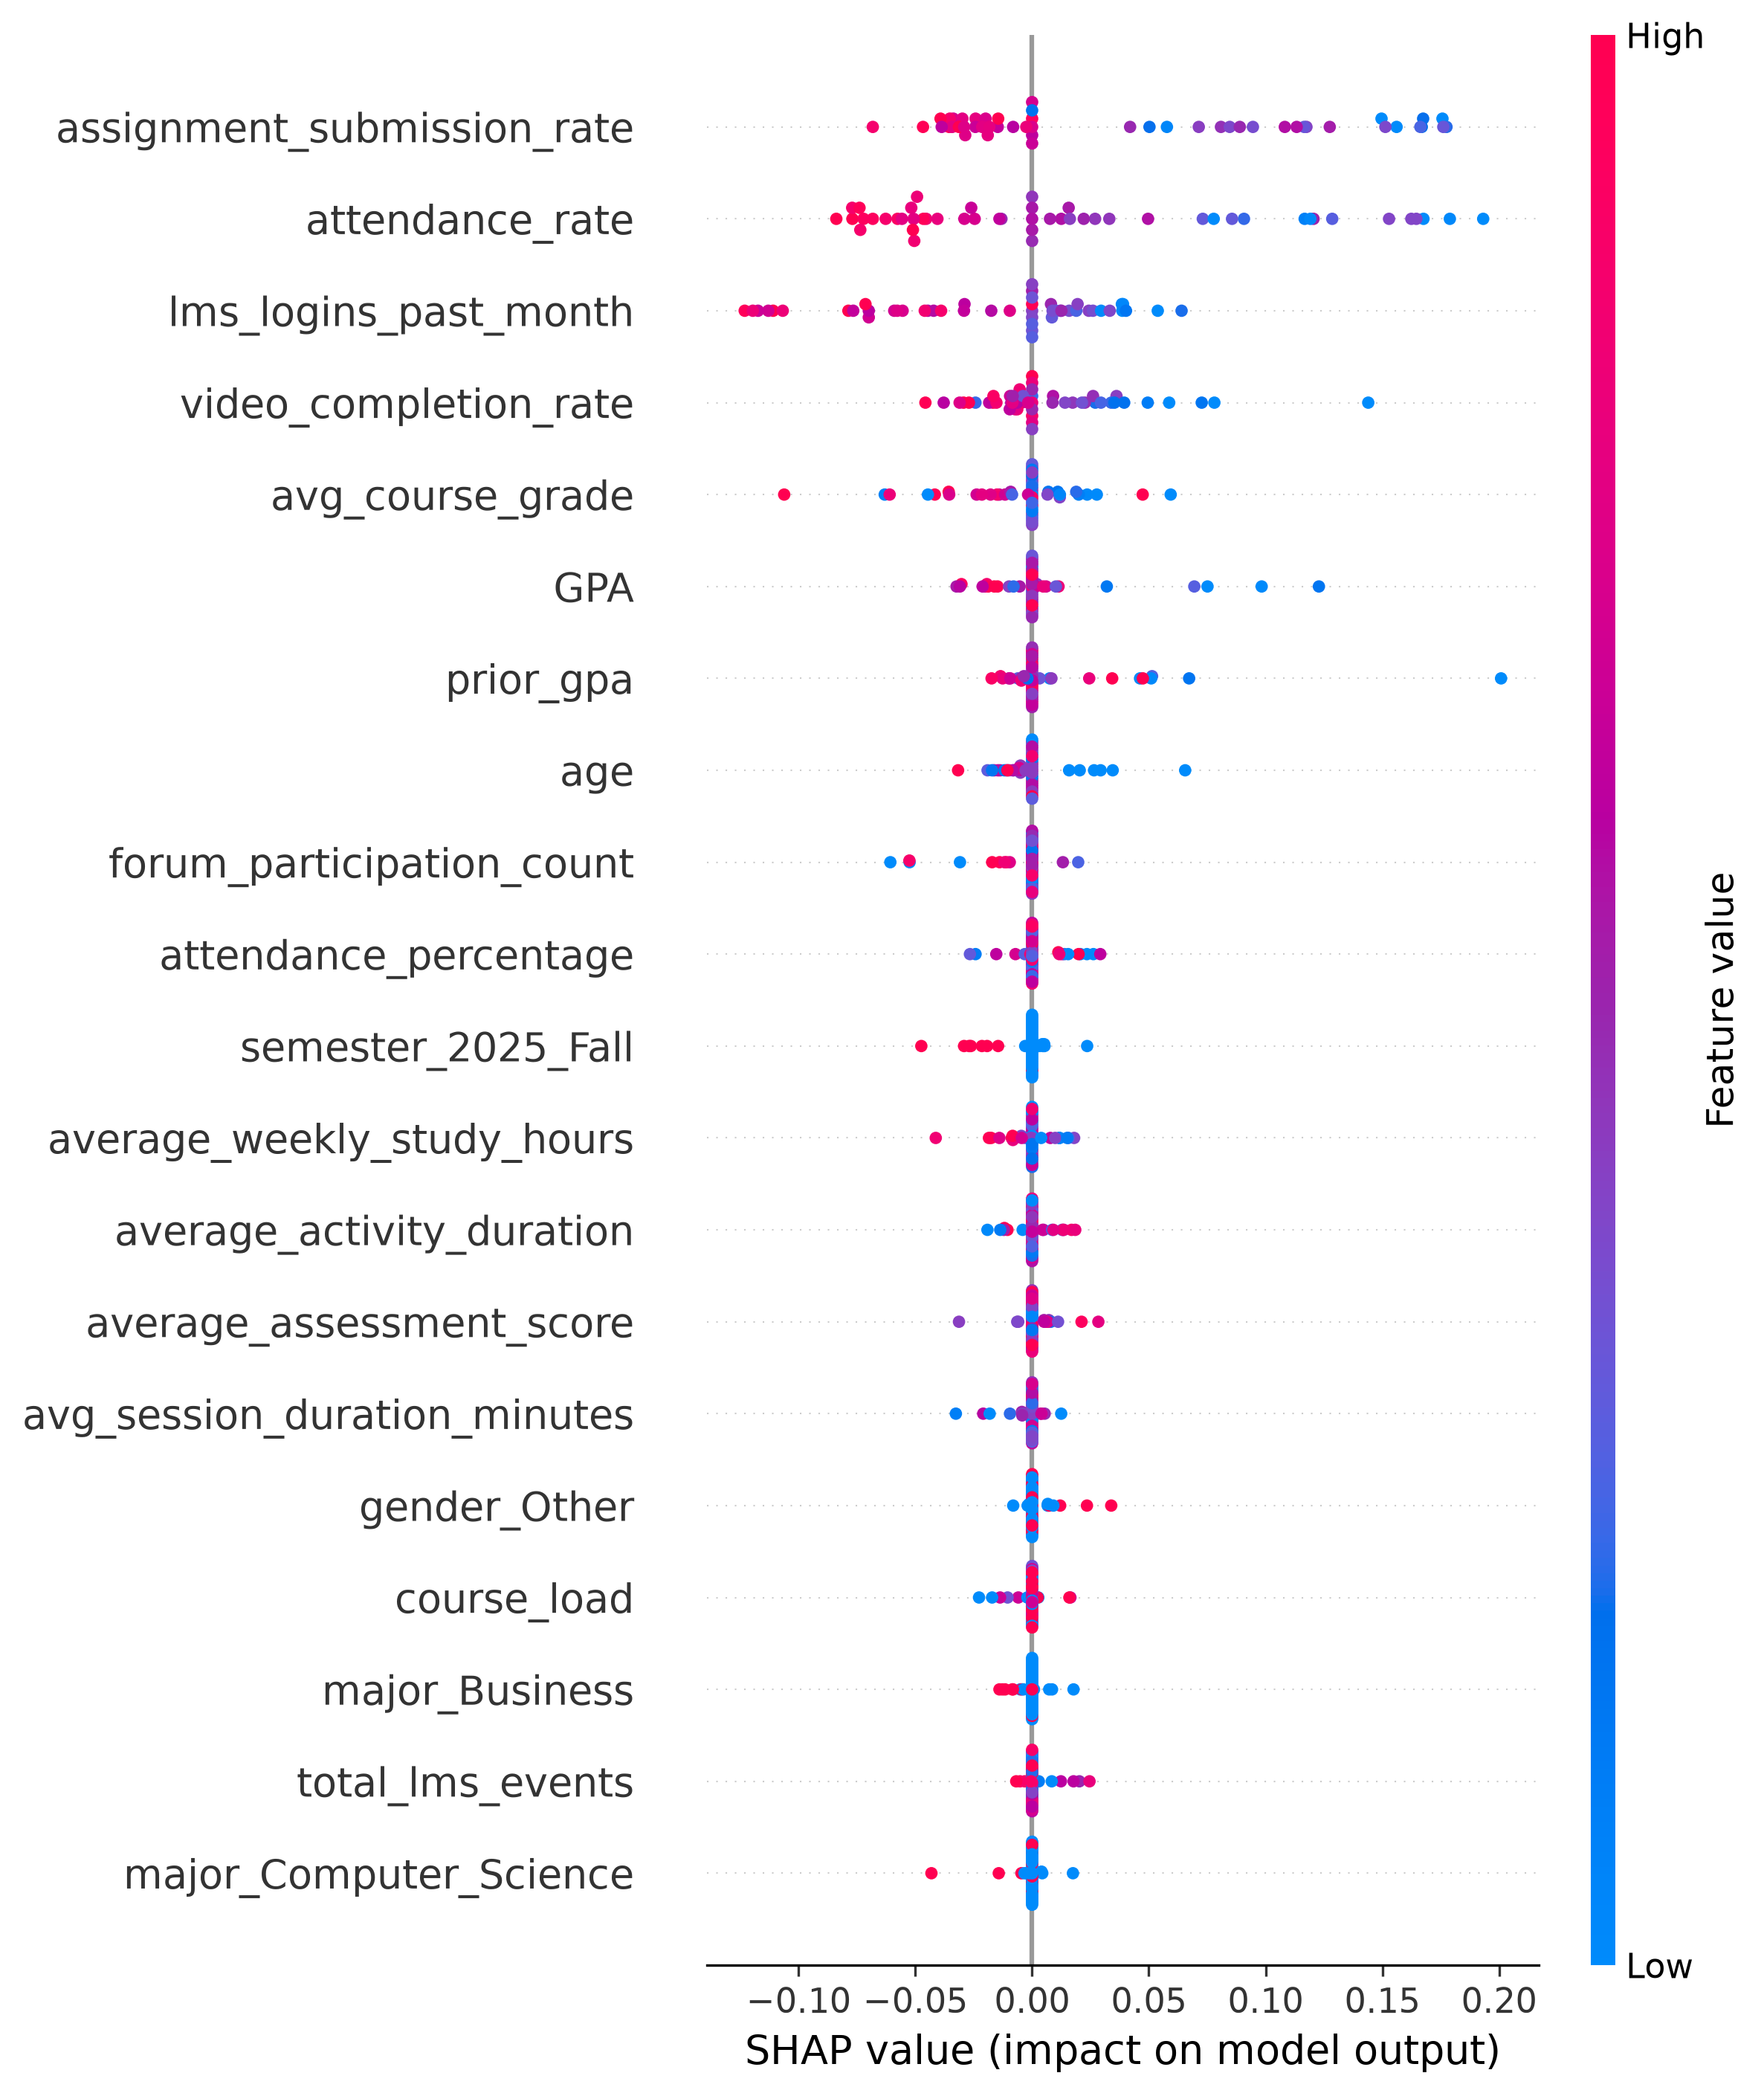 High
assignment_submission_rate
attendance_rate
lms_logins_past_month
video_completion_rate
avg_course_grade
GPA
prior_gpa
age
forum_participation_count
attendance_percentage
semester_2025_Fall
average_weekly_study_hours
average_activity_duration
average_assessment_score
avg_session_duration_minutes
gender_Other
course_load
major_Business
total_lms_events
major_Computer_Science
Feature value
Low
−0.10 −0.05 0.00 0.05 0.10 0.15 0.20
SHAP value (impact on model output)